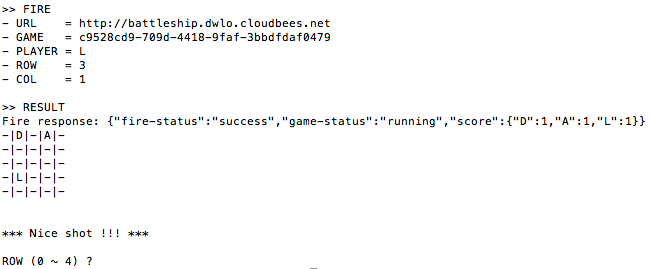 >> FIRE
- URL    = http://battleship.dwlo.cloudbees.net
- GAME   = c9528cd9-709d-4418-9faf-3bbdfdaf0479
- PLAYER = L
- ROW    = 3
- COL    = 1
>> RESULT
Fire response: {"fire-status":"success","game-status":"running","score":{"D":1,"A":1,"L":1}}
-|D|-|A|-
-|-|-|-|-
-|-|-|-|-
-|L|-|-|-
-|-|-|-|-
*** Nice shot !!! ***
ROW (0 ~ 4) ?